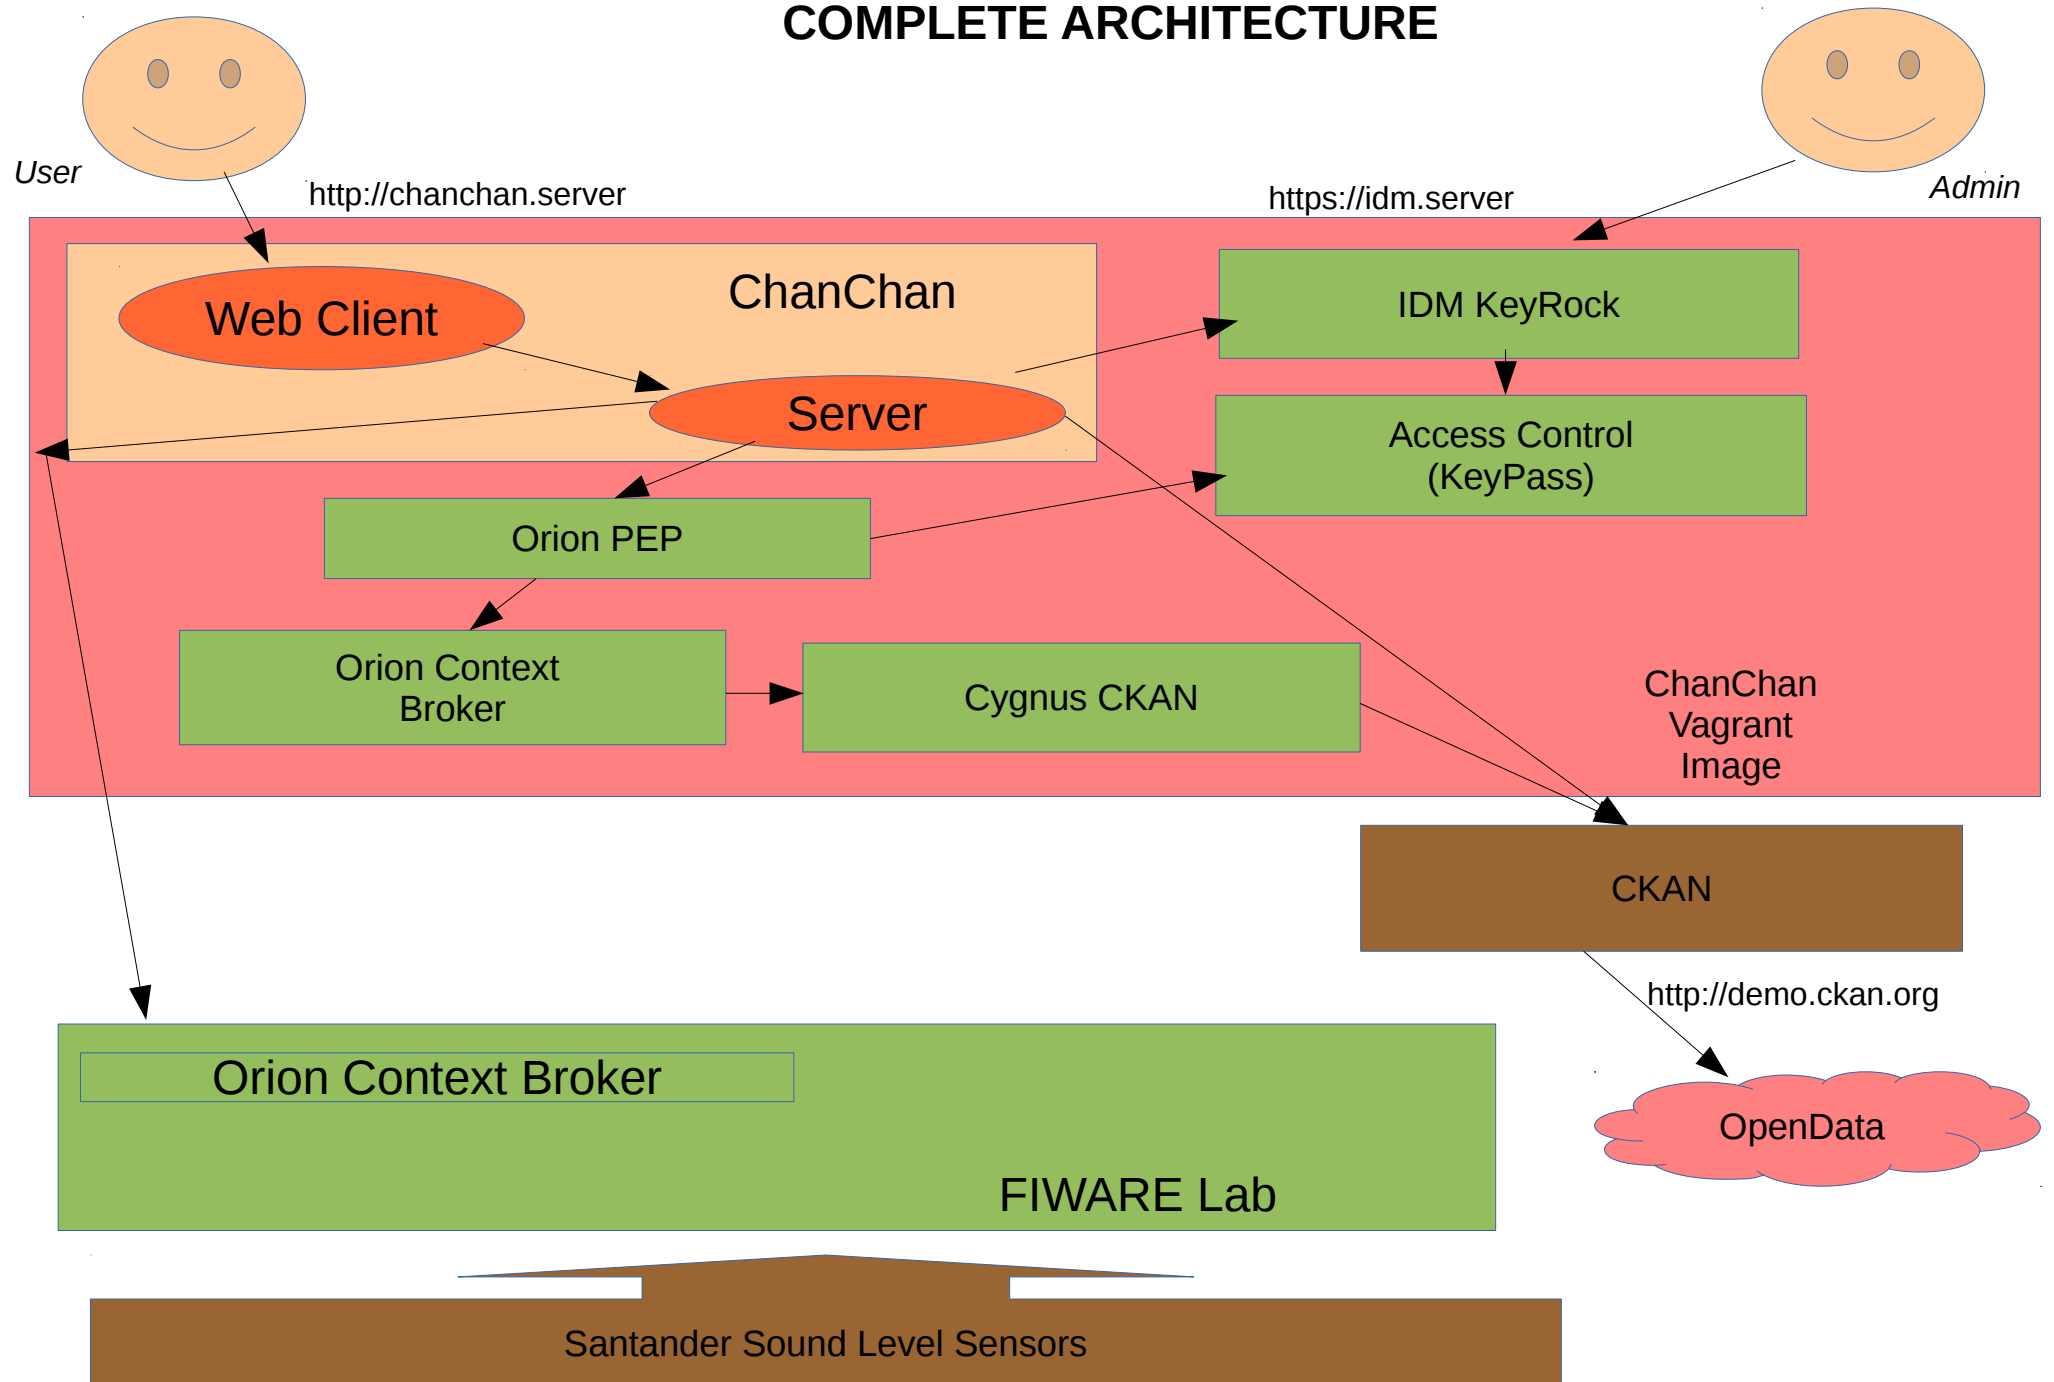 COMPLETE ARCHITECTURE
User
http://chanchan.server
https://idm.server
Admin
ChanChan
Web Client
IDM KeyRock
Server
Access Control
(KeyPass)
Orion PEP
Orion Context
Broker
Cygnus CKAN
ChanChan
Vagrant
Image
CKAN
http://demo.ckan.org
Orion Context Broker
OpenData
FIWARE Lab
Santander Sound Level Sensors